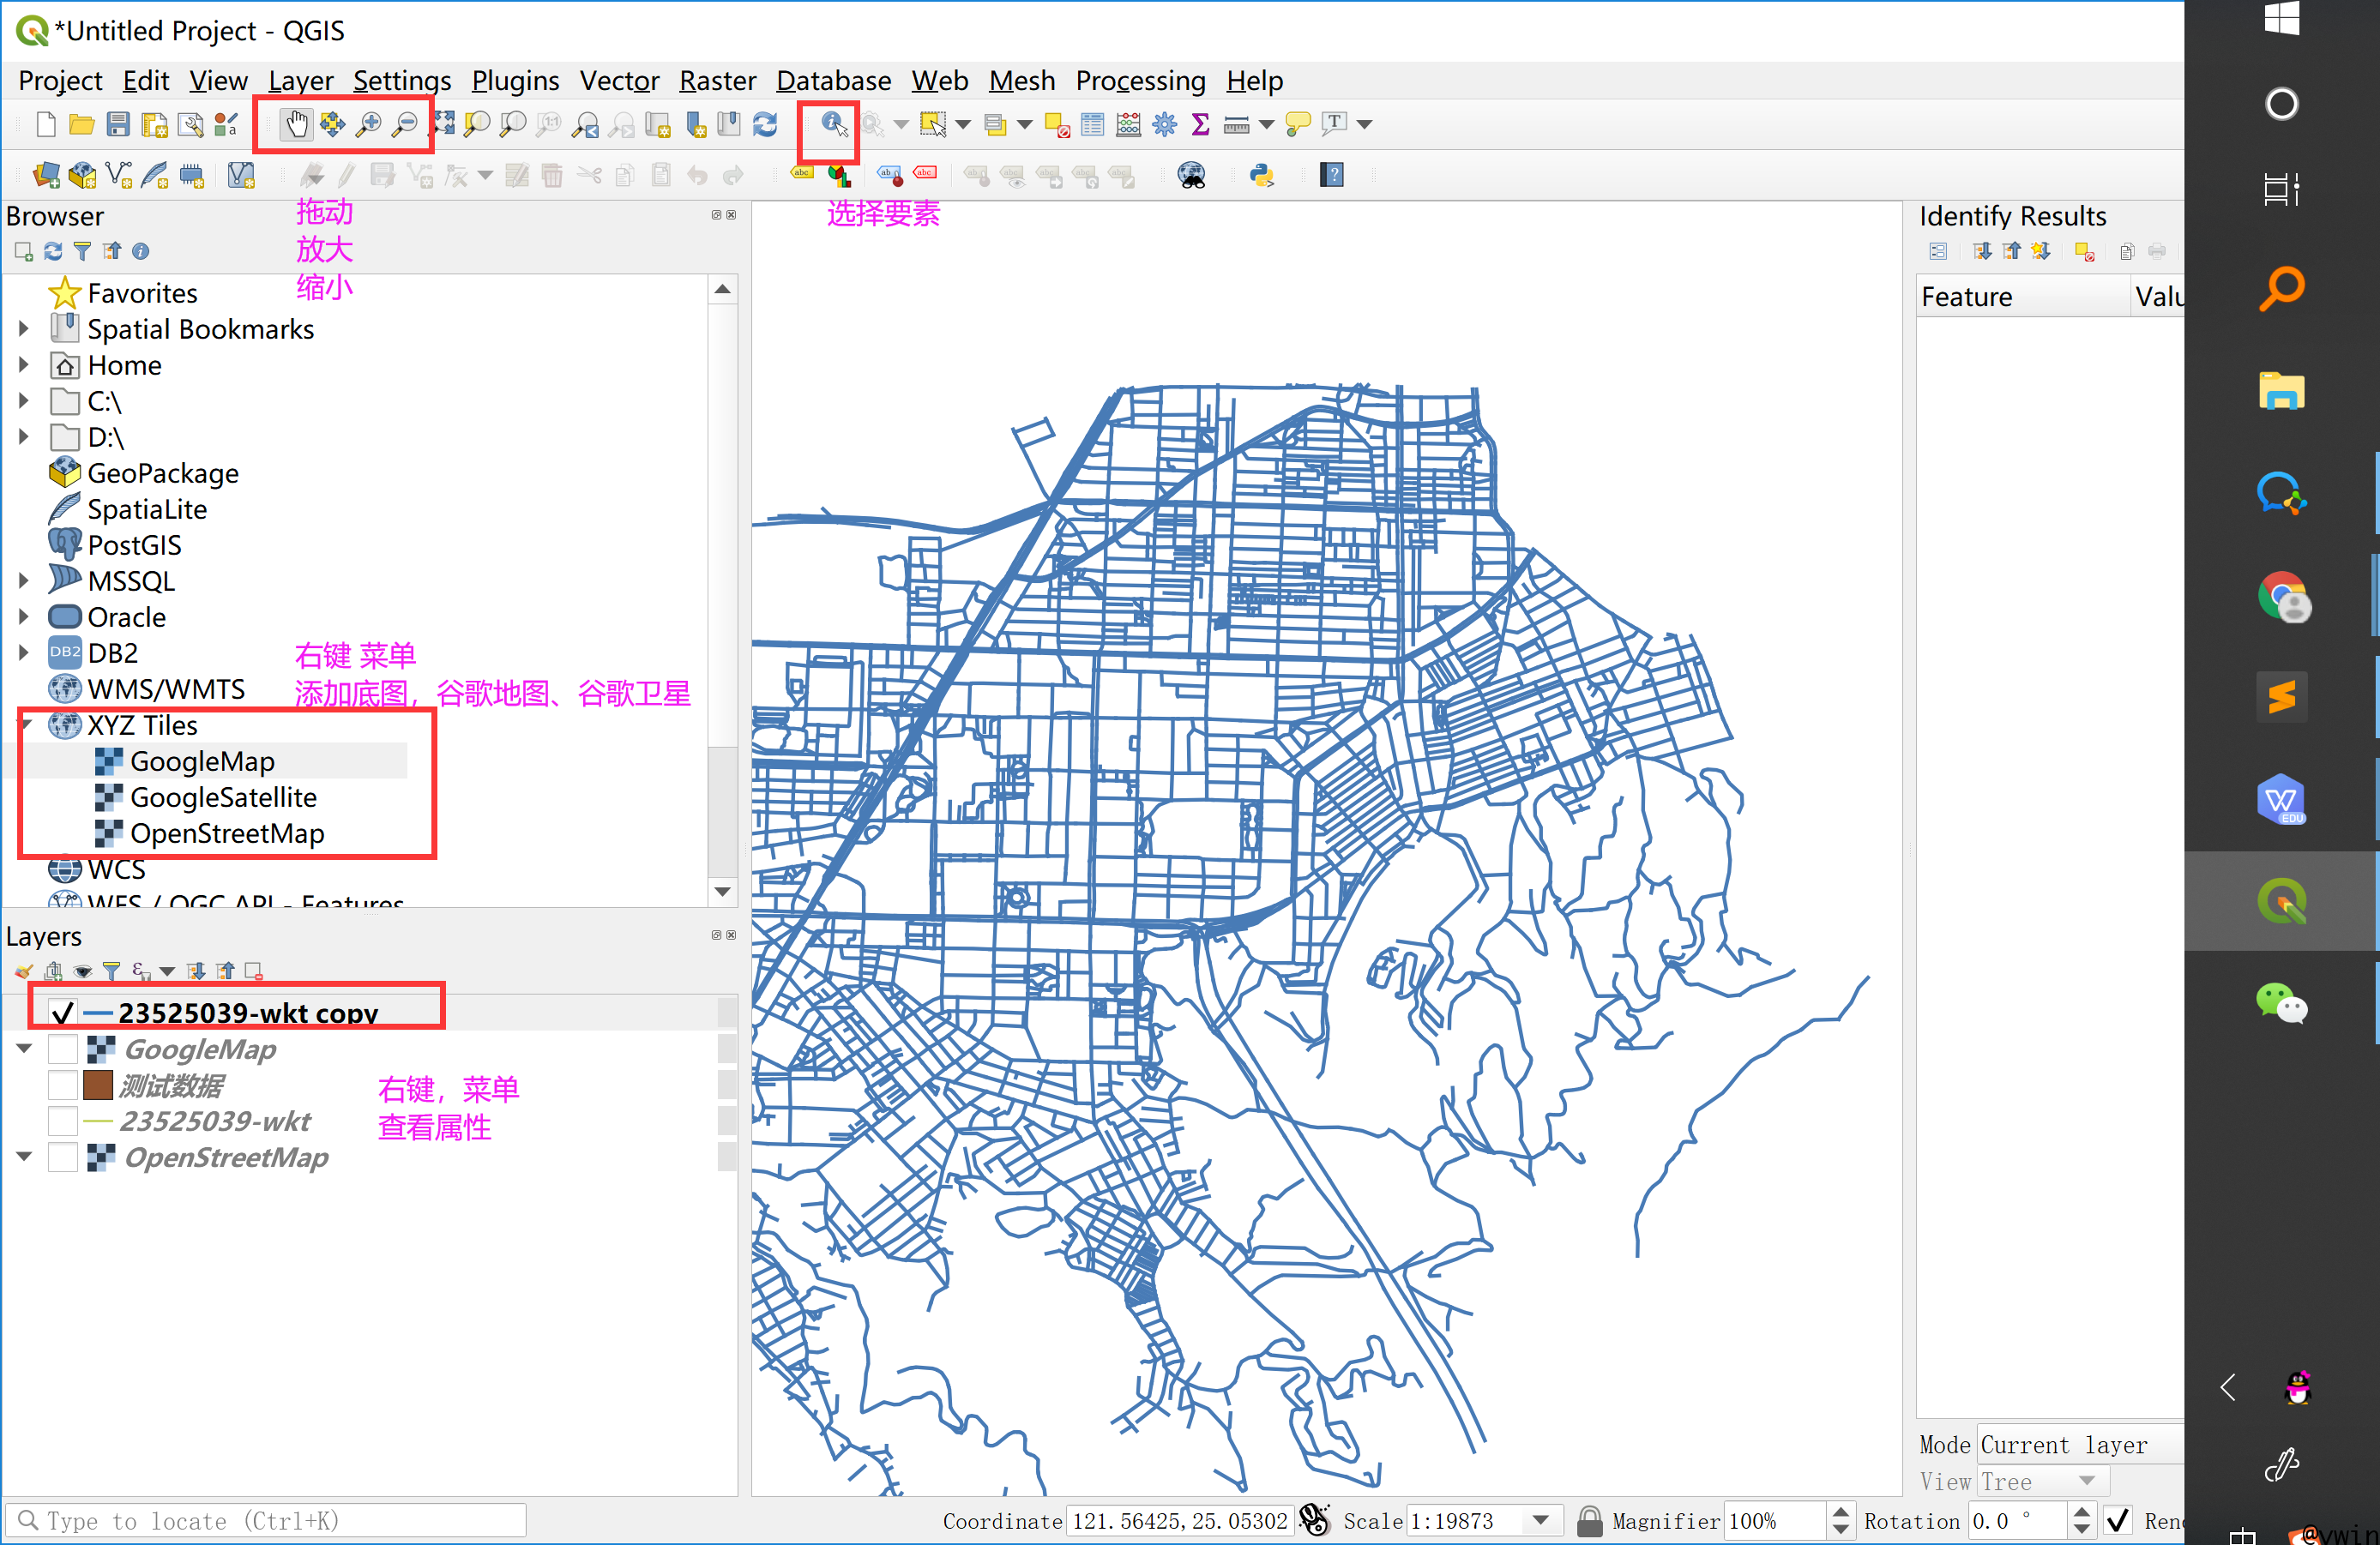 *Untitled Project - QGIS
Project Edit View Layer Settings Plugins Vector Raster Database Web Mesh Processing Help
拖动
放大
缩小
选择要素
Browser
Favorites
Spatial Bookmarks
Home
C:\
D:\
GeoPackage
SpatiaLite
PostGIS
MSSQL
Oracle
DB2 DB2
WMS/WMTS
右键 菜单
添加底图，谷歌地图、谷歌卫星
XYZ Tiles
GoogleMap
GoogleSatellite
OpenStreetMap
WCS
WFS / OGC API - Features
Layers
23525039-wkt copy
GoogleMap
测试数据
23525039-wkt
OpenStreetMap
右键，菜单
查看属性
Identify Results
Feature Valu
Mode Current layer
View Tree
Type to locate (Ctrl+K)
Coordinate 121.56425,25.05302 Scale 1:19873 Magnifier 100% Rotation 0.0 ° Ren
EDU
中